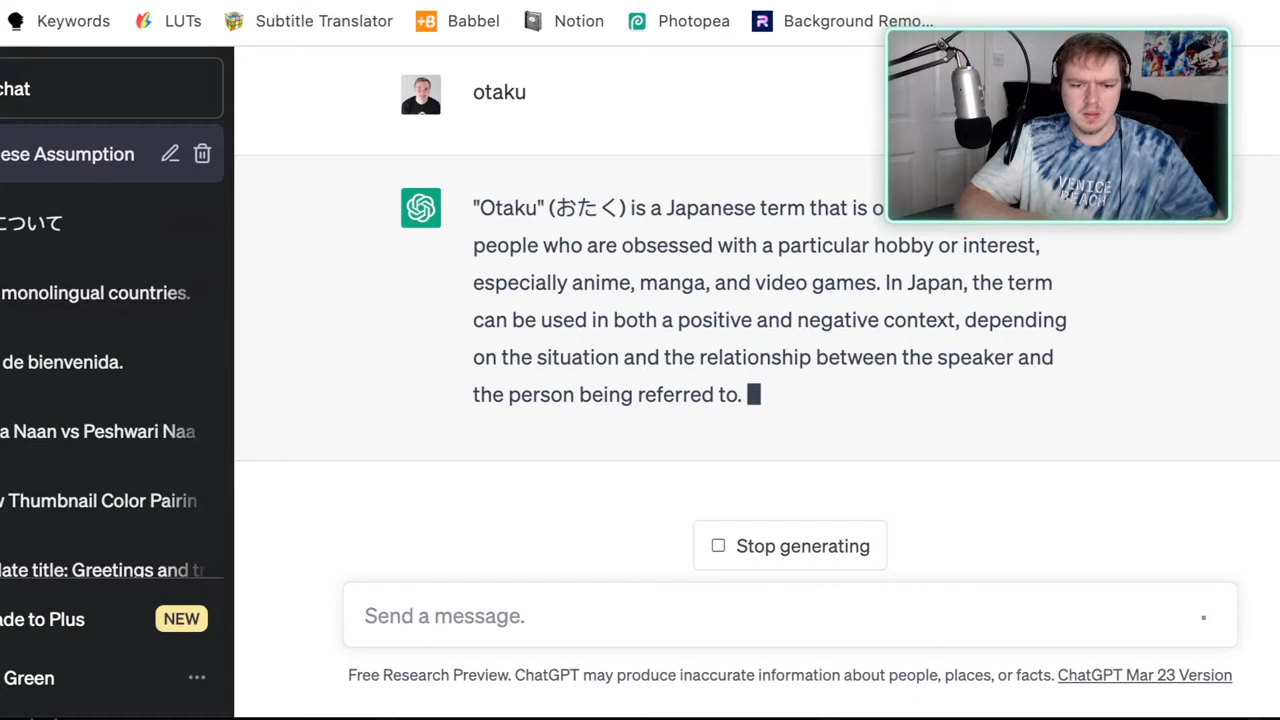 Keywords LUTs Subtitle Translator +B Babbel Notion Photopea R Background Remo...
chat
otaku
ese Assumption
"Otaku" (おたく) is a Japanese term that is o
people who are obsessed with a particular hobby or interest,
especially anime, manga, and video games. In Japan, the term
can be used in both a positive and negative context, depending
on the situation and the relationship between the speaker and
the person being referred to.
について
monolingual countries.
de bienvenida.
a Naan vs Peshwari Naa
w Thumbnail Color Pairin
late title: Greetings and tr
ade to Plus NEW
Green
Stop generating
Send a message.
Free Research Preview. ChatGPT may produce inaccurate information about people, places, or facts. ChatGPT Mar 23 Version
VENICE
BEACH